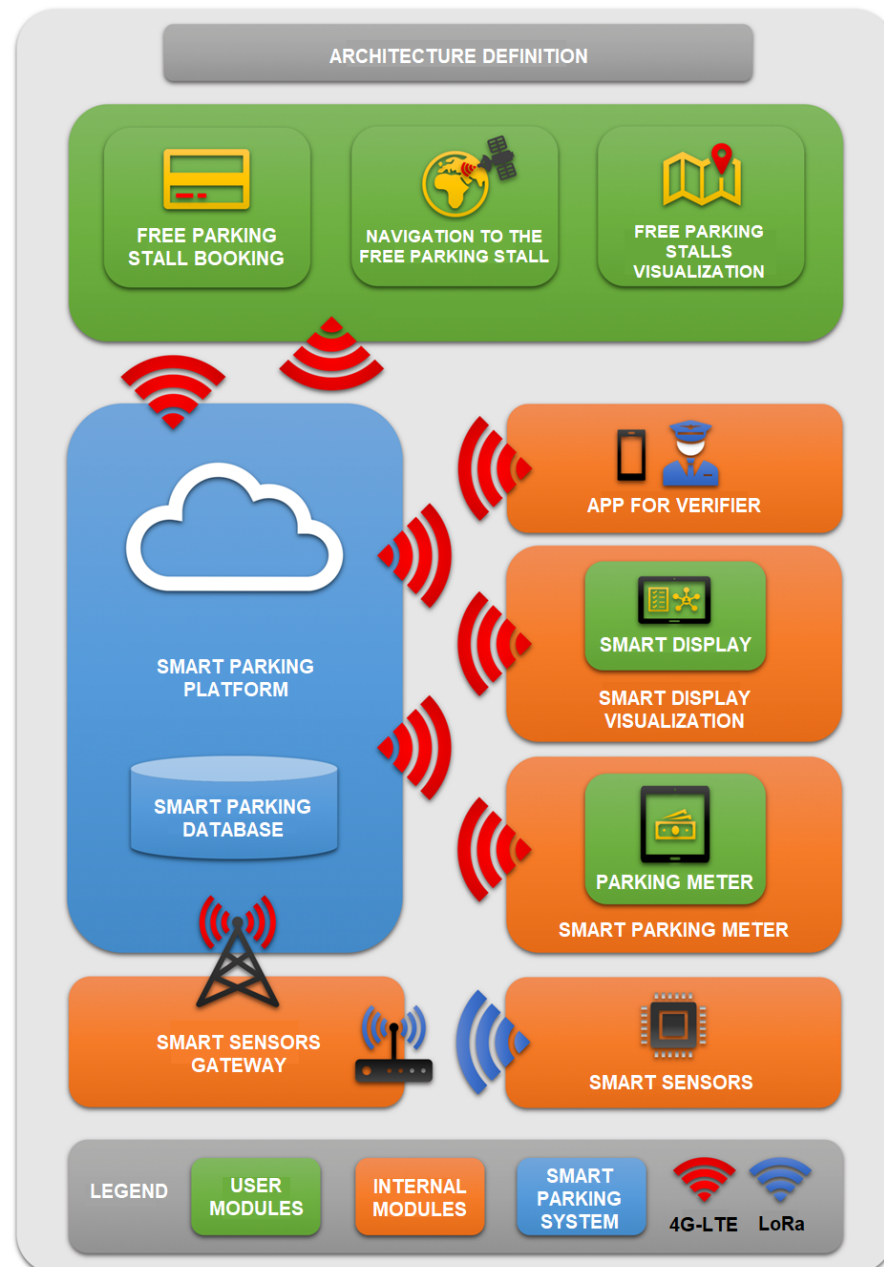 ARCHITECTURE DEFINITION
FREE PARKING
STALL BOOKING
NAVIGATION TO THE
FREE PARKING STALL
FREE PARKING
STALLS
VISUALIZATION
APP FOR VERIFIER
SMART PARKING
PLATFORM
SMART DISPLAY
SMART DISPLAY
VISUALIZATION
SMART PARKING
DATABASE
PARKING METER
SMART PARKING METER
SMART SENSORS
GATEWAY
SMART SENSORS
LEGEND
USER
MODULES
INTERNAL
MODULES
SMART
PARKING
SYSTEM
4G-LTE
LoRa